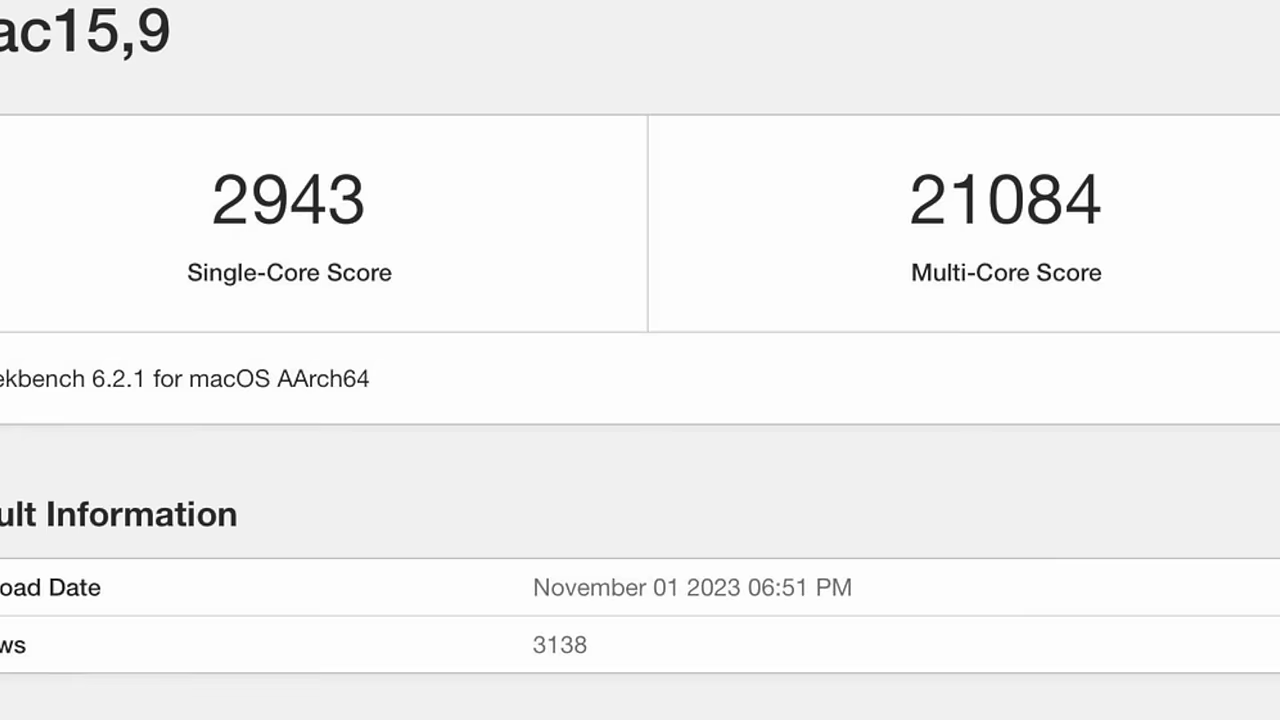 ac15,9
2943
Single-Core Score
21084
Multi-Core Score
ekbench 6.2.1 for macOS AArch64
ult Information
oad Date November 01 2023 06:51 PM
ws 3138